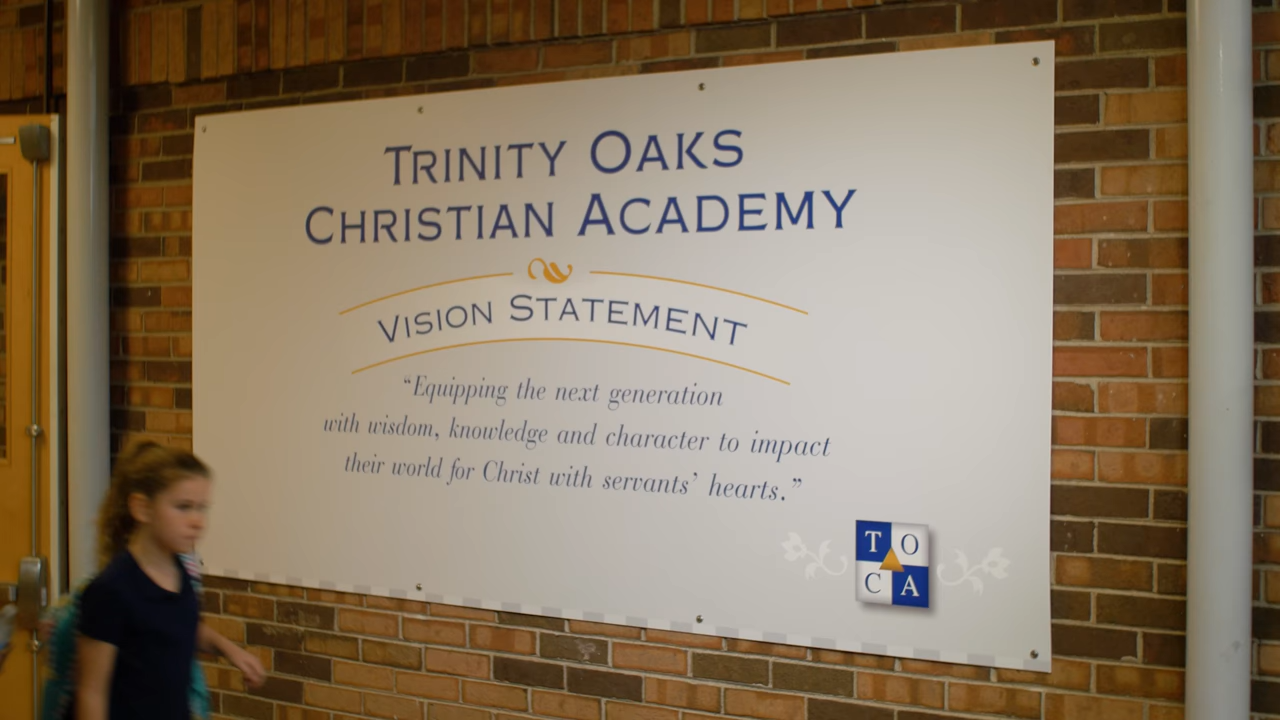 Trinity Oaks
Christian Academy
Vision Statement
“Equipping the next generation
with wisdom, knowledge and character to impact
their world for Christ with servants’ hearts.”
T O
C A